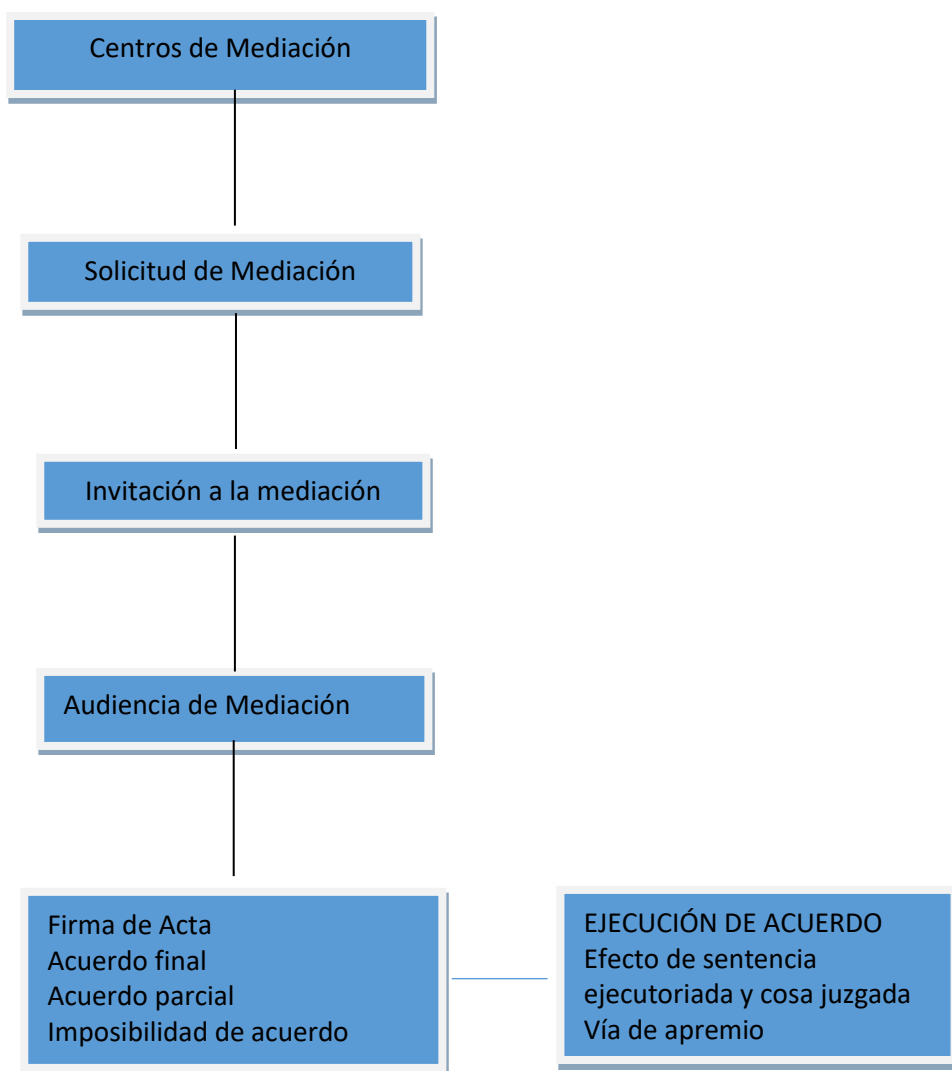 Centros de Mediación
Solicitud de Mediación
Invitación a la mediación
Audiencia de Mediación
Firma de Acta
Acuerdo final
Acuerdo parcial
Imposibilidad de acuerdo
EJECUCIÓN DE ACUERDO
Efecto de sentencia
ejecutoriada y cosa juzgada
Vía de apremio